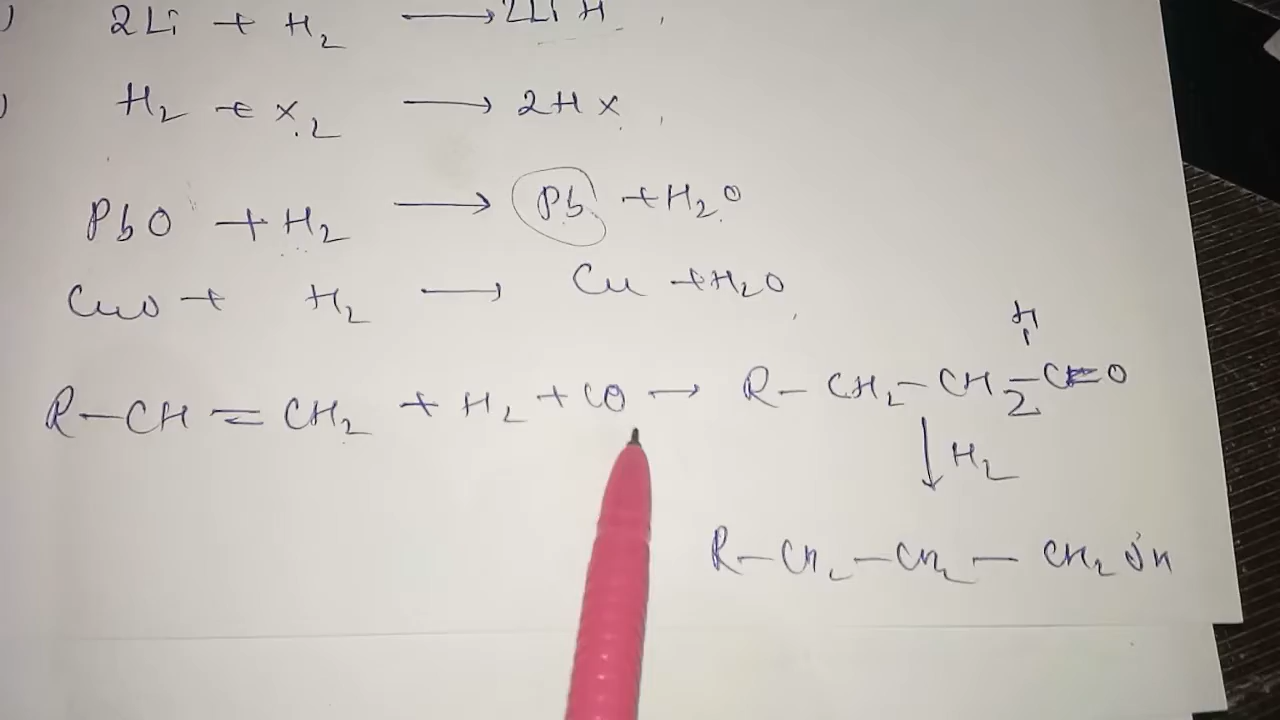 ) 2Li + H2 ⟶ 2LiH,
) H2 + X2 ⟶ 2HX,
PbO + H2 ⟶ Pb + H2O
CuO + H2 ⟶ Cu + H2O
H
R-CH=CH2 + H2 + CO → R-CH2-CH2-C=O
↓ H2
R-CH2-CH2-CH2OH